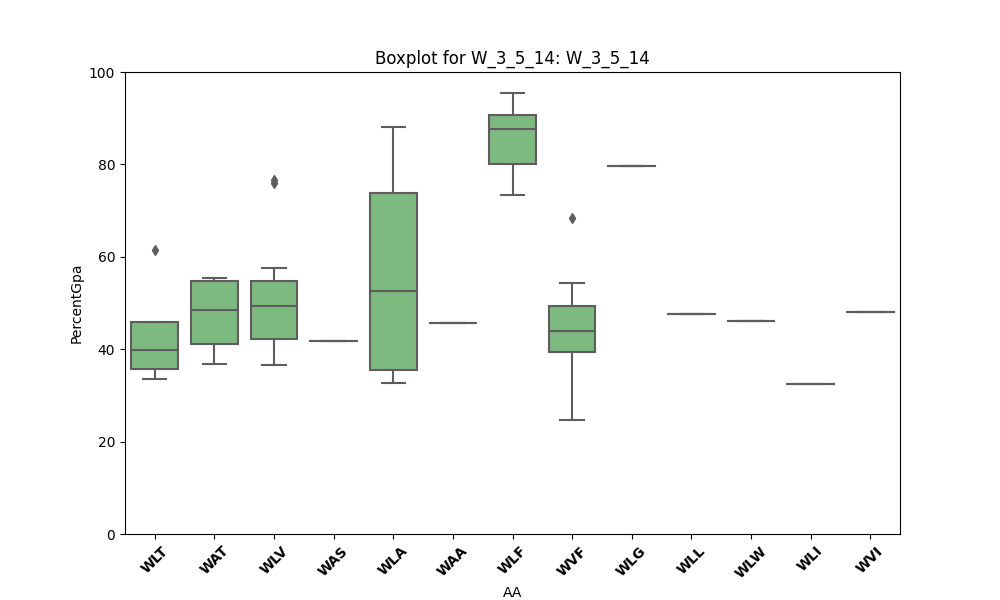 Boxplot for W_3_5_14: W_3_5_14
100
80
60
40
20
0
PercentGpa
WLT WAT WLV WAS WLA WAA WLF WVF WLG WLL WLW WLI WVI
AA